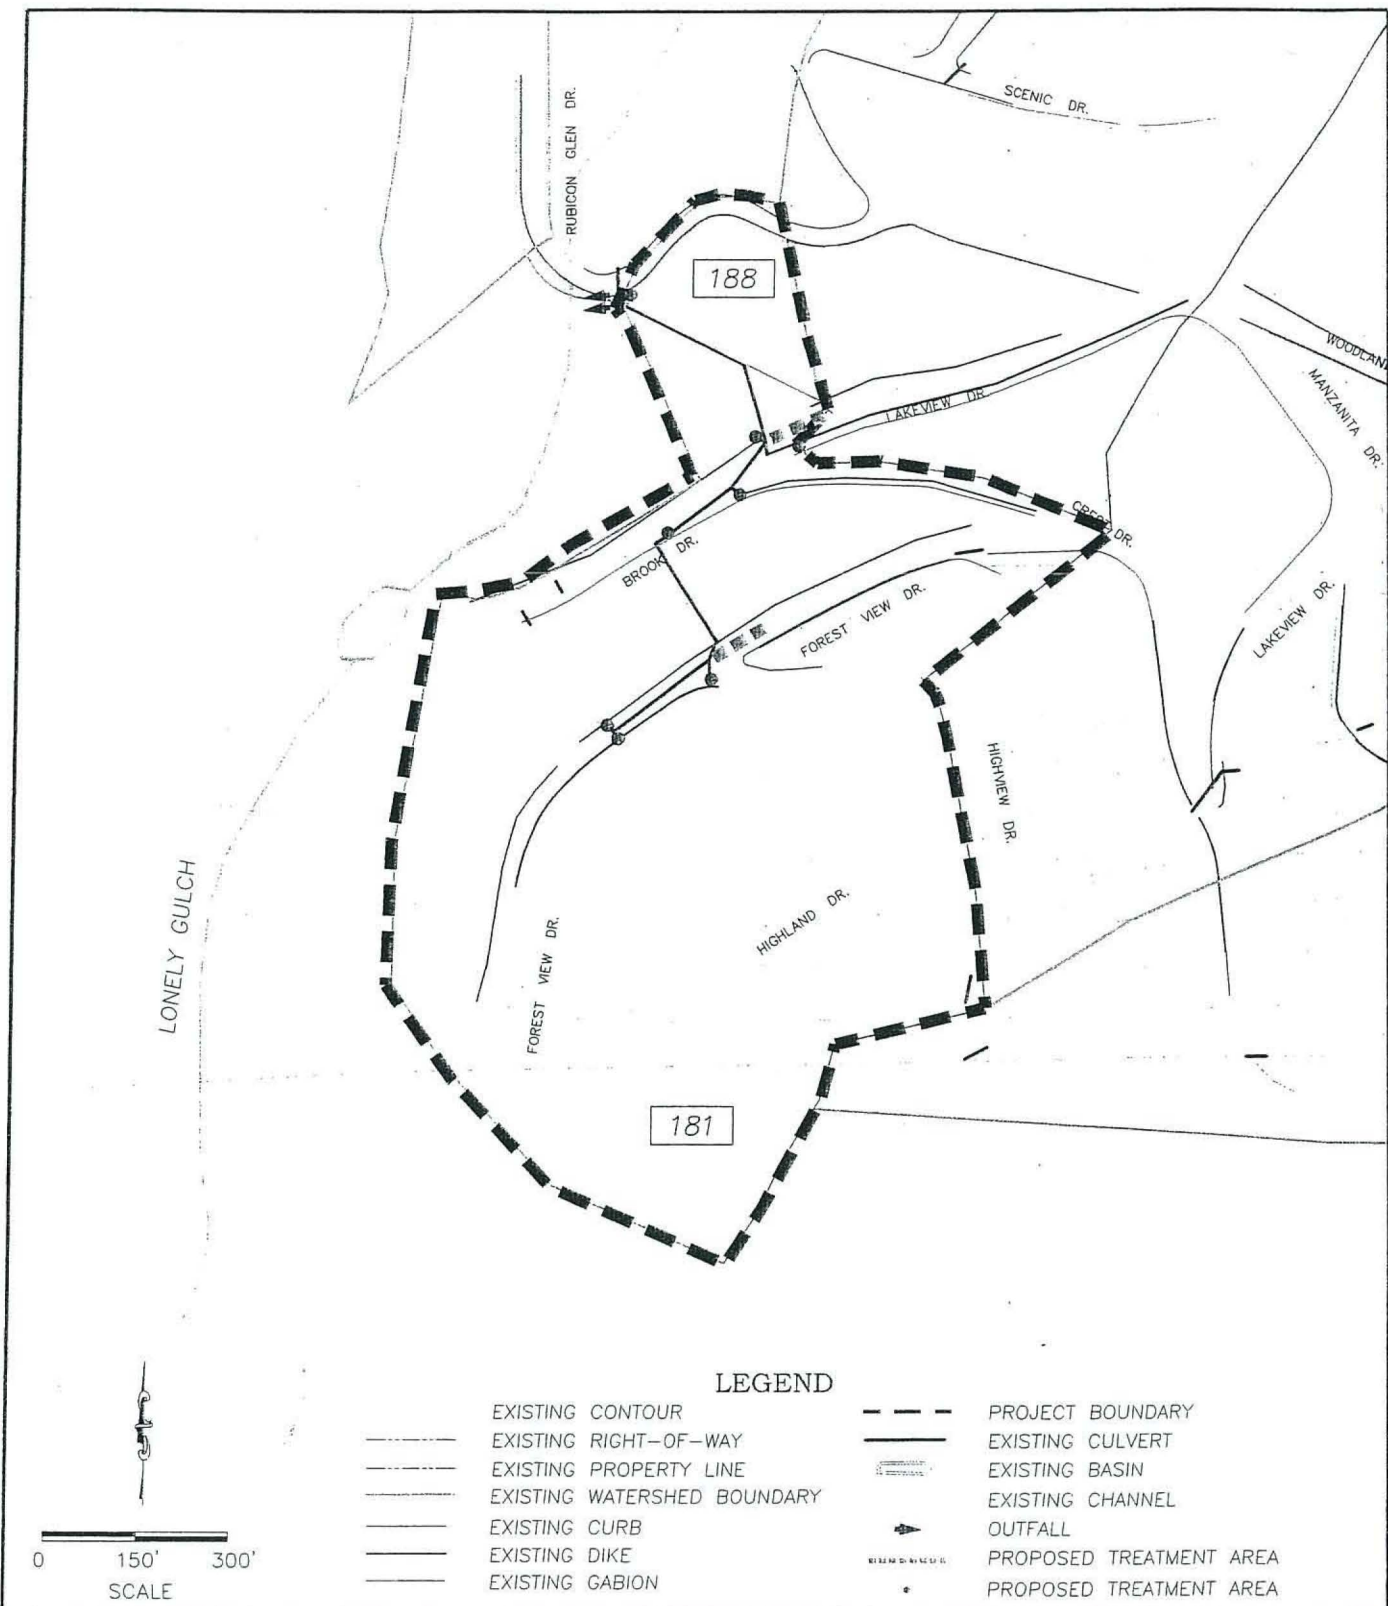 SCENIC DR.
RUBICON GLEN DR.
188
WOODLAND
LAKEVIEW DR.
MANZANITA DR.
CREST DR.
BROOK DR.
FOREST VIEW DR.
LAKEVIEW DR.
HIGHVIEW DR.
LONELY GULCH
HIGHLAND DR.
FOREST VIEW DR.
181
LEGEND
EXISTING CONTOUR
EXISTING RIGHT-OF-WAY
EXISTING PROPERTY LINE
EXISTING WATERSHED BOUNDARY
EXISTING CURB
EXISTING DIKE
EXISTING GABION
PROJECT BOUNDARY
EXISTING CULVERT
EXISTING BASIN
EXISTING CHANNEL
OUTFALL
PROPOSED TREATMENT AREA
PROPOSED TREATMENT AREA
0 150' 300'
SCALE